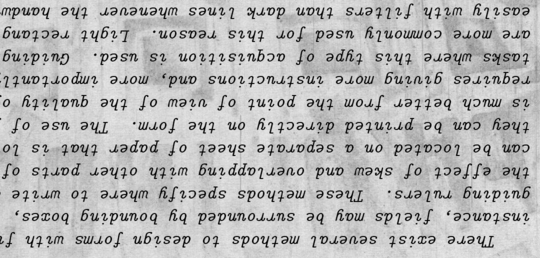 There exist several methods to design forms with f
instance, fields may be surrounded by bounding boxes,
guiding rulers. These methods specify where to write
the effect of skew and overlapping with other parts of
can be located on a separate sheet of paper that is lo
they can be printed directly on the form. The use of
is much better from the point of view of the quality o
requires giving more instructions and, more importantl
tasks where this type of acquisition is used. Guiding
are more commonly used for this reason. Light rectang
easily with filters than dark lines whenever the handw